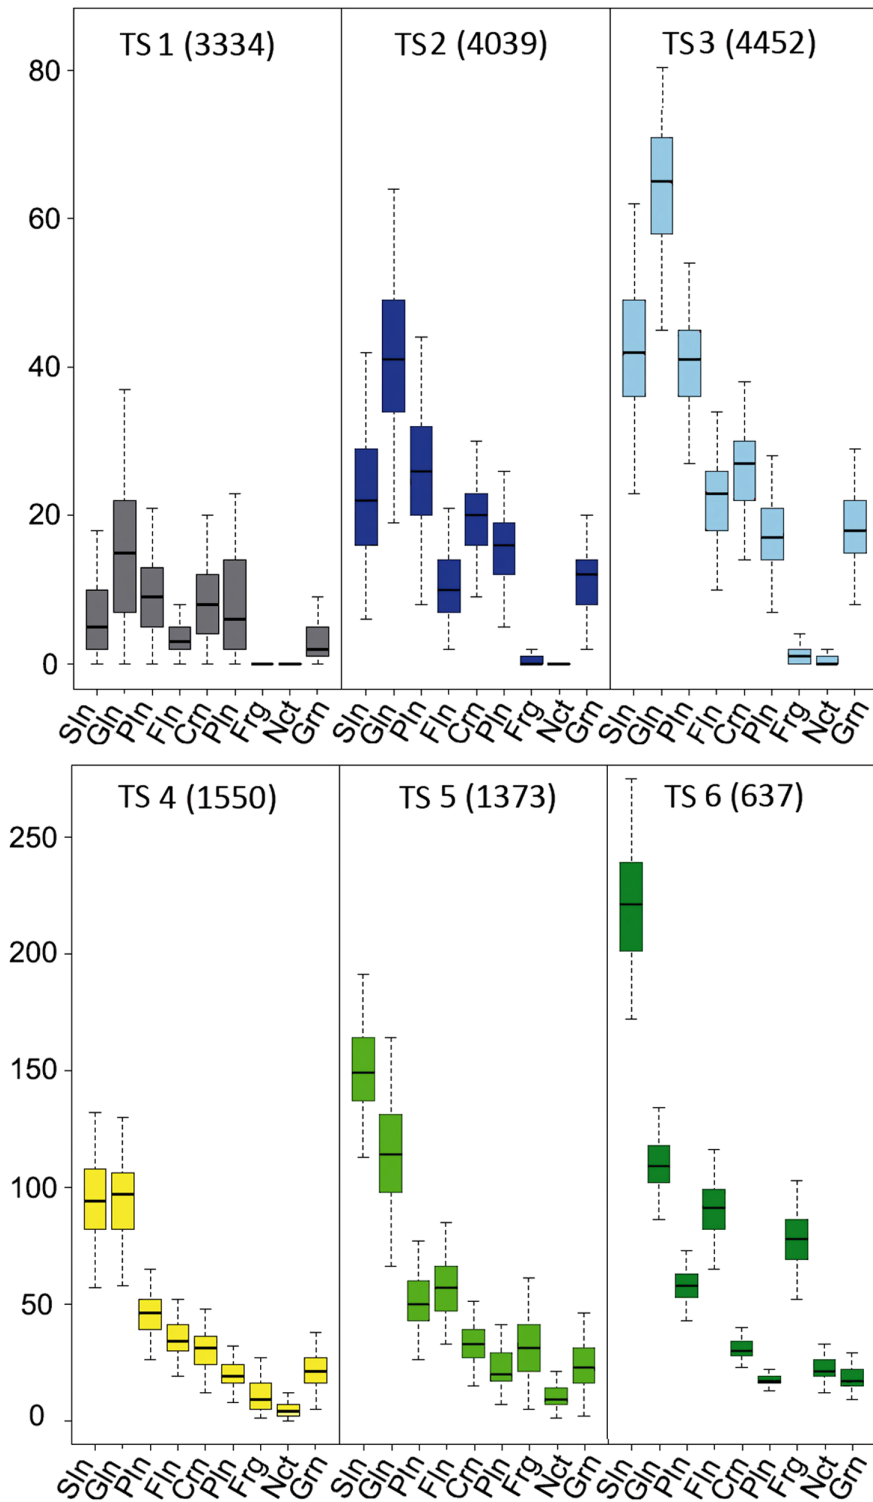 TS 1 (3334) TS 2 (4039) TS 3 (4452)
80
60
40
20
0
Sln Gln Pln Fln Crn Pln Frg Nct Grn Sln Gln Pln Fln Crn Pln Frg Nct Grn Sln Gln Pln Fln Crn Pln Frg Nct Grn
TS 4 (1550) TS 5 (1373) TS 6 (637)
250
200
150
100
50
0
Sln Gln Pln Fln Crn Pln Frg Nct Grn Sln Gln Pln Fln Crn Pln Frg Nct Grn Sln Gln Pln Fln Crn Pln Frg Nct Grn